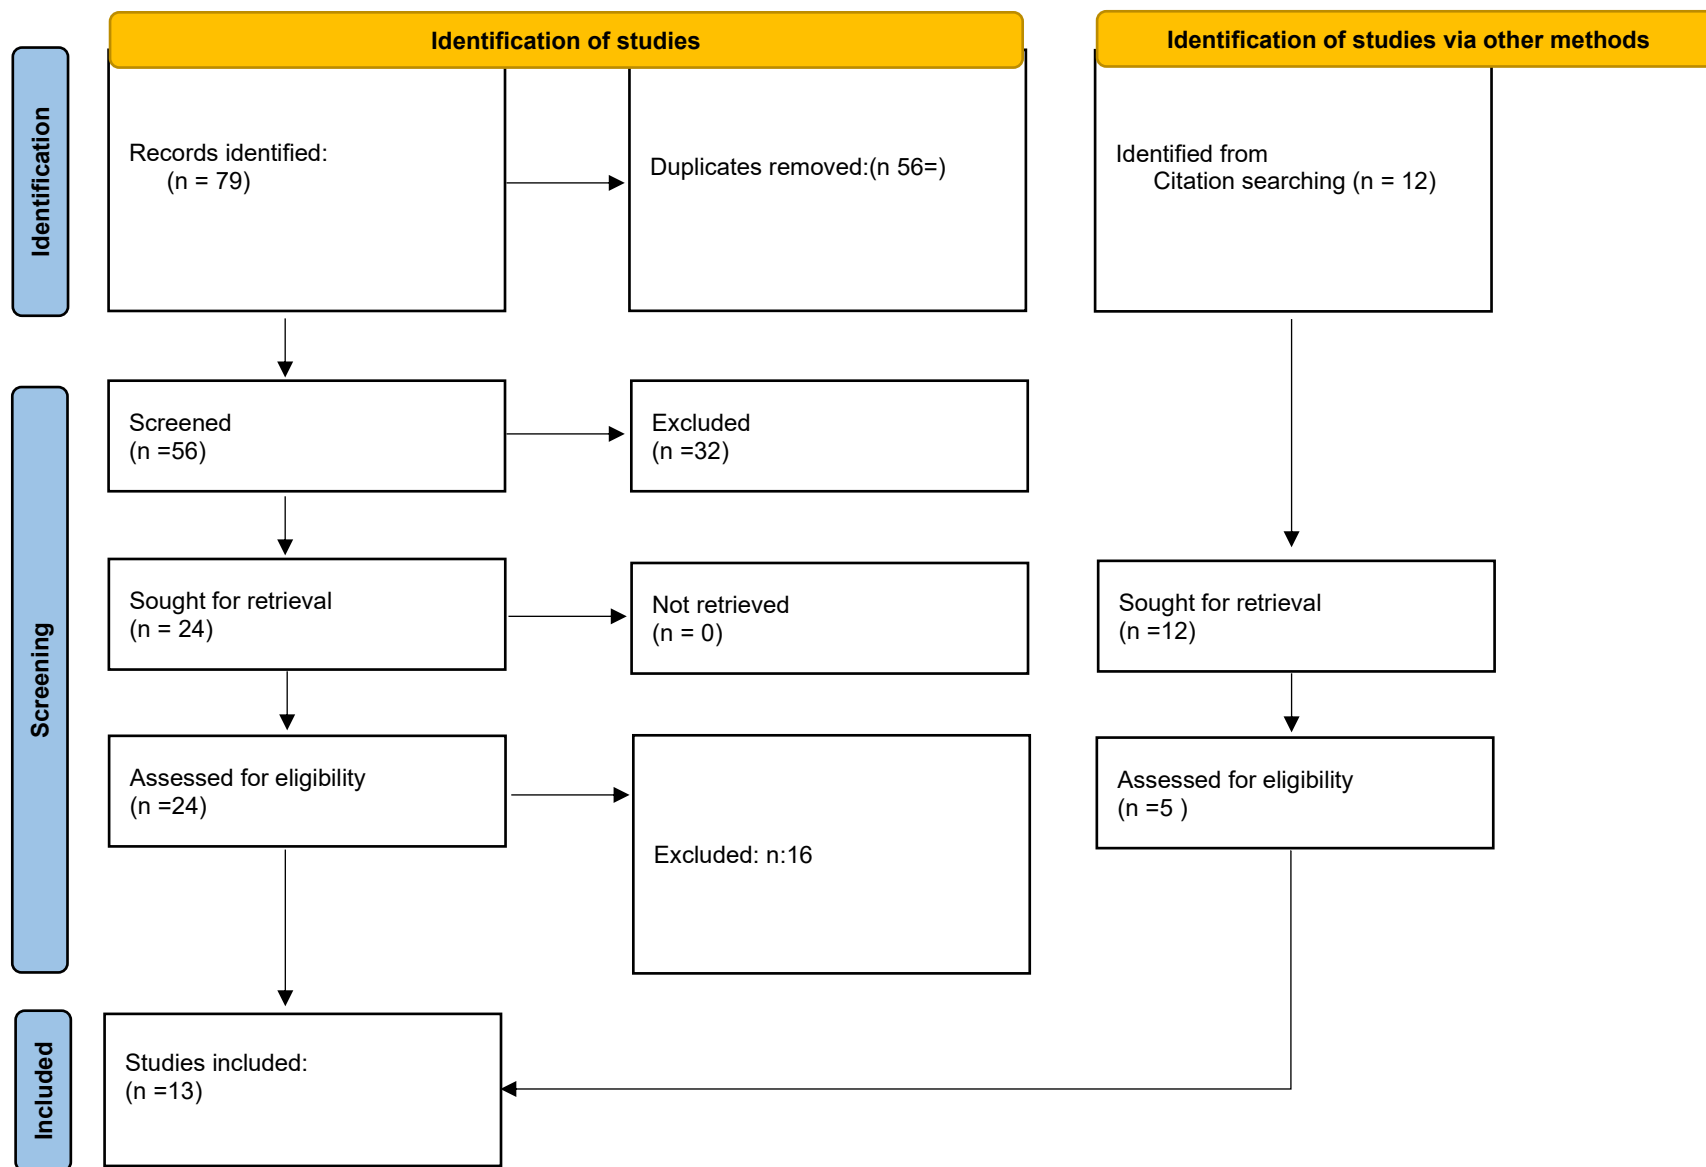 Identification of studies
Identification of studies via other methods
Identification
Records identified:
(n = 79)
Duplicates removed:(n 56=)
Identified from
Citation searching (n = 12)
Screening
Screened
(n =56)
Excluded
(n =32)
Sought for retrieval
(n = 24)
Not retrieved
(n = 0)
Sought for retrieval
(n =12)
Assessed for eligibility
(n =24)
Excluded: n:16
Assessed for eligibility
(n =5 )
Included
Studies included:
(n =13)